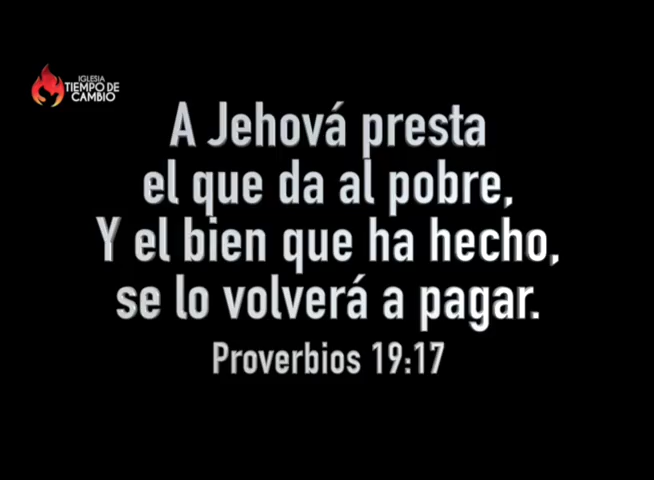 IGLESIA
TIEMPO DE
CAMBIO
A Jehová presta
el que da al pobre,
Y el bien que ha hecho,
se lo volverá a pagar.
Proverbios 19:17